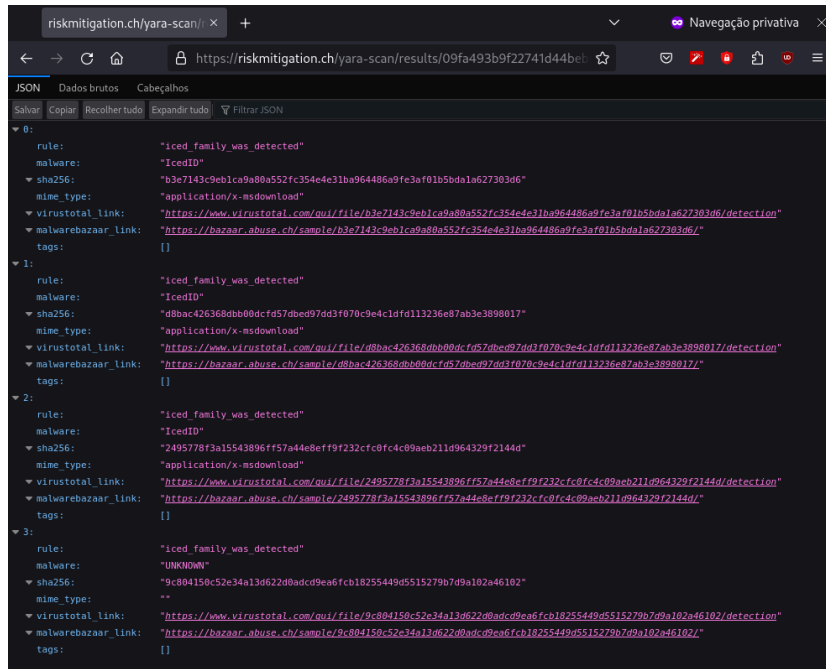 riskmitigation.ch/yara-scan/r
Navegação privativa
https://riskmitigation.ch/yara-scan/results/09fa493b9f22741d44beb
JSON Dados brutos Cabeçalhos
Salvar Copiar Recolher tudo Expandir tudo Filtrar JSON
0:
rule: "iced_family_was_detected"
malware: "IcedID"
sha256: "b3e7143c9eb1ca9a80a552fc354e4e31ba964486a9fe3af01b5bda1a627303d6"
mime_type: "application/x-msdownload"
virustotal_link: "https://www.virustotal.com/gui/file/b3e7143c9eb1ca9a80a552fc354e4e31ba964486a9fe3af01b5bda1a627303d6/detection"
malwarebazaar_link: "https://bazaar.abuse.ch/sample/b3e7143c9eb1ca9a80a552fc354e4e31ba964486a9fe3af01b5bda1a627303d6/"
tags: []
1:
rule: "iced_family_was_detected"
malware: "IcedID"
sha256: "d8bac426368dbb00dcfd57dbed97dd3f070c9e4c1dfd113236e87ab3e3898017"
mime_type: "application/x-msdownload"
virustotal_link: "https://www.virustotal.com/gui/file/d8bac426368dbb00dcfd57dbed97dd3f070c9e4c1dfd113236e87ab3e3898017/detection"
malwarebazaar_link: "https://bazaar.abuse.ch/sample/d8bac426368dbb00dcfd57dbed97dd3f070c9e4c1dfd113236e87ab3e3898017/"
tags: []
2:
rule: "iced_family_was_detected"
malware: "IcedID"
sha256: "2495778f3a15543896ff57a44e8eff9f232cfc0fc4c09aeb211d964329f2144d"
mime_type: "application/x-msdownload"
virustotal_link: "https://www.virustotal.com/gui/file/2495778f3a15543896ff57a44e8eff9f232cfc0fc4c09aeb211d964329f2144d/detection"
malwarebazaar_link: "https://bazaar.abuse.ch/sample/2495778f3a15543896ff57a44e8eff9f232cfc0fc4c09aeb211d964329f2144d/"
tags: []
3:
rule: "iced_family_was_detected"
malware: "UNKNOWN"
sha256: "9c804150c52e34a13d622d0adcd9ea6fcb18255449d5515279b7d9a102a46102"
mime_type: ""
virustotal_link: "https://www.virustotal.com/gui/file/9c804150c52e34a13d622d0adcd9ea6fcb18255449d5515279b7d9a102a46102/detection"
malwarebazaar_link: "https://bazaar.abuse.ch/sample/9c804150c52e34a13d622d0adcd9ea6fcb18255449d5515279b7d9a102a46102/"
tags: []